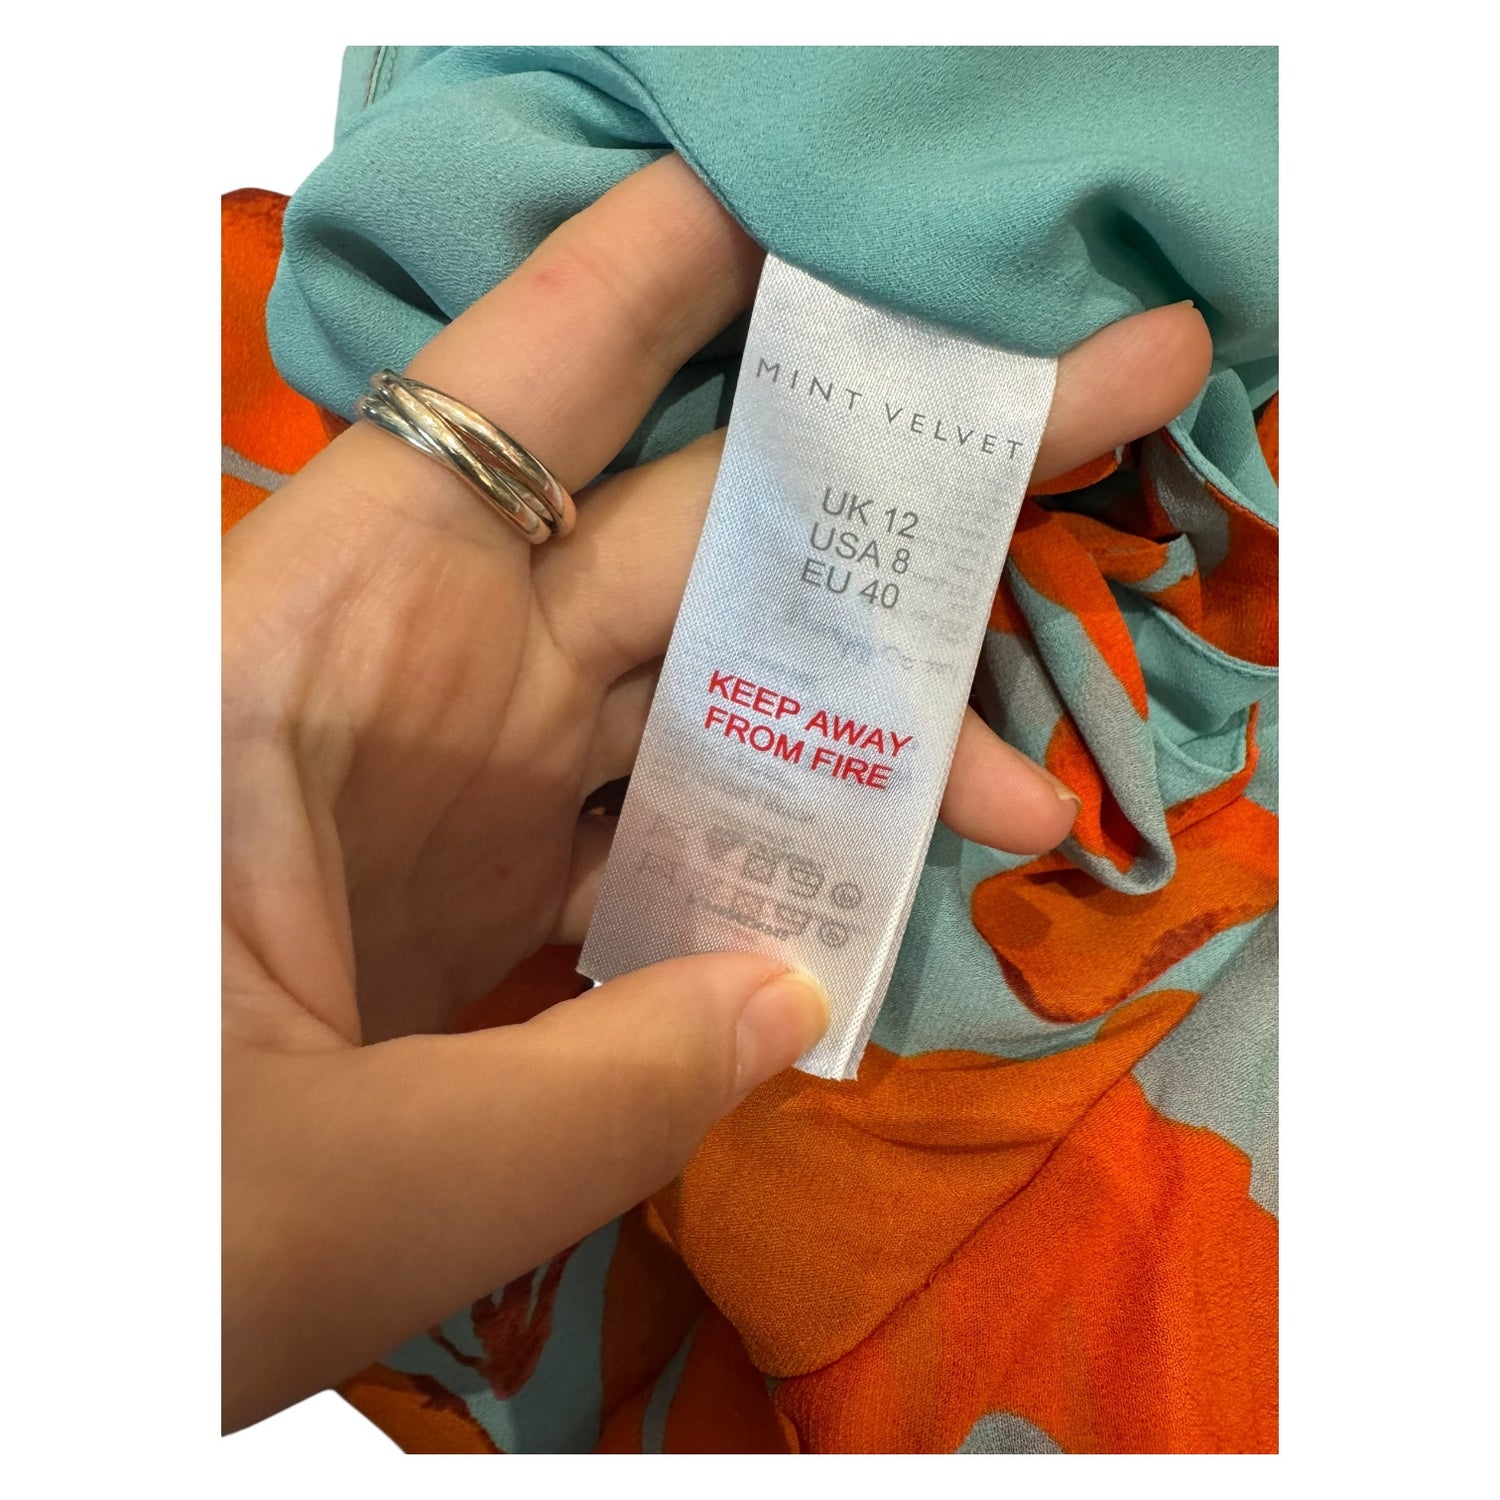 MINT VELVET
UK 12
USA 8
EU 40
KEEP AWAY
FROM FIRE